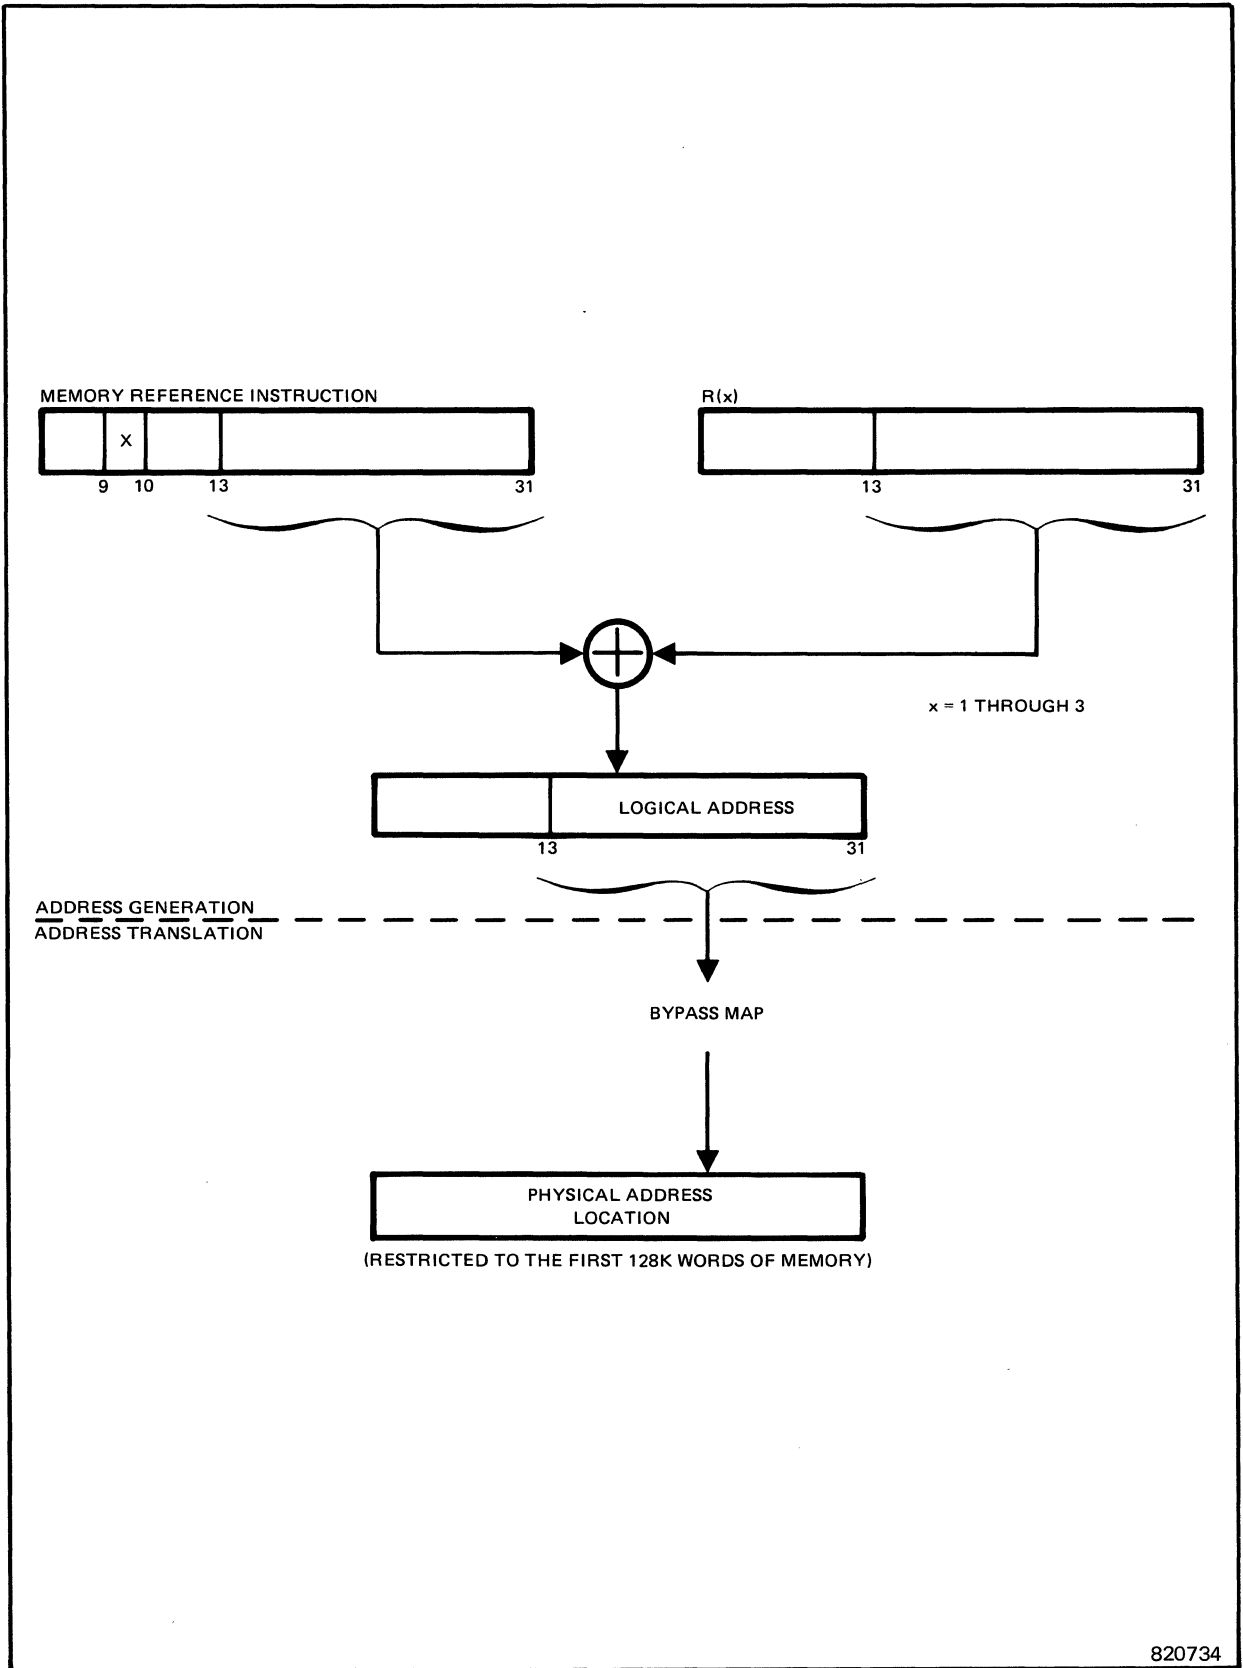 MEMORY REFERENCE INSTRUCTION
R(x)
X
9 10 13 31
13 31
x = 1 THROUGH 3
LOGICAL ADDRESS
13 31
ADDRESS GENERATION
ADDRESS TRANSLATION
BYPASS MAP
PHYSICAL ADDRESS
LOCATION
(RESTRICTED TO THE FIRST 128K WORDS OF MEMORY)
820734